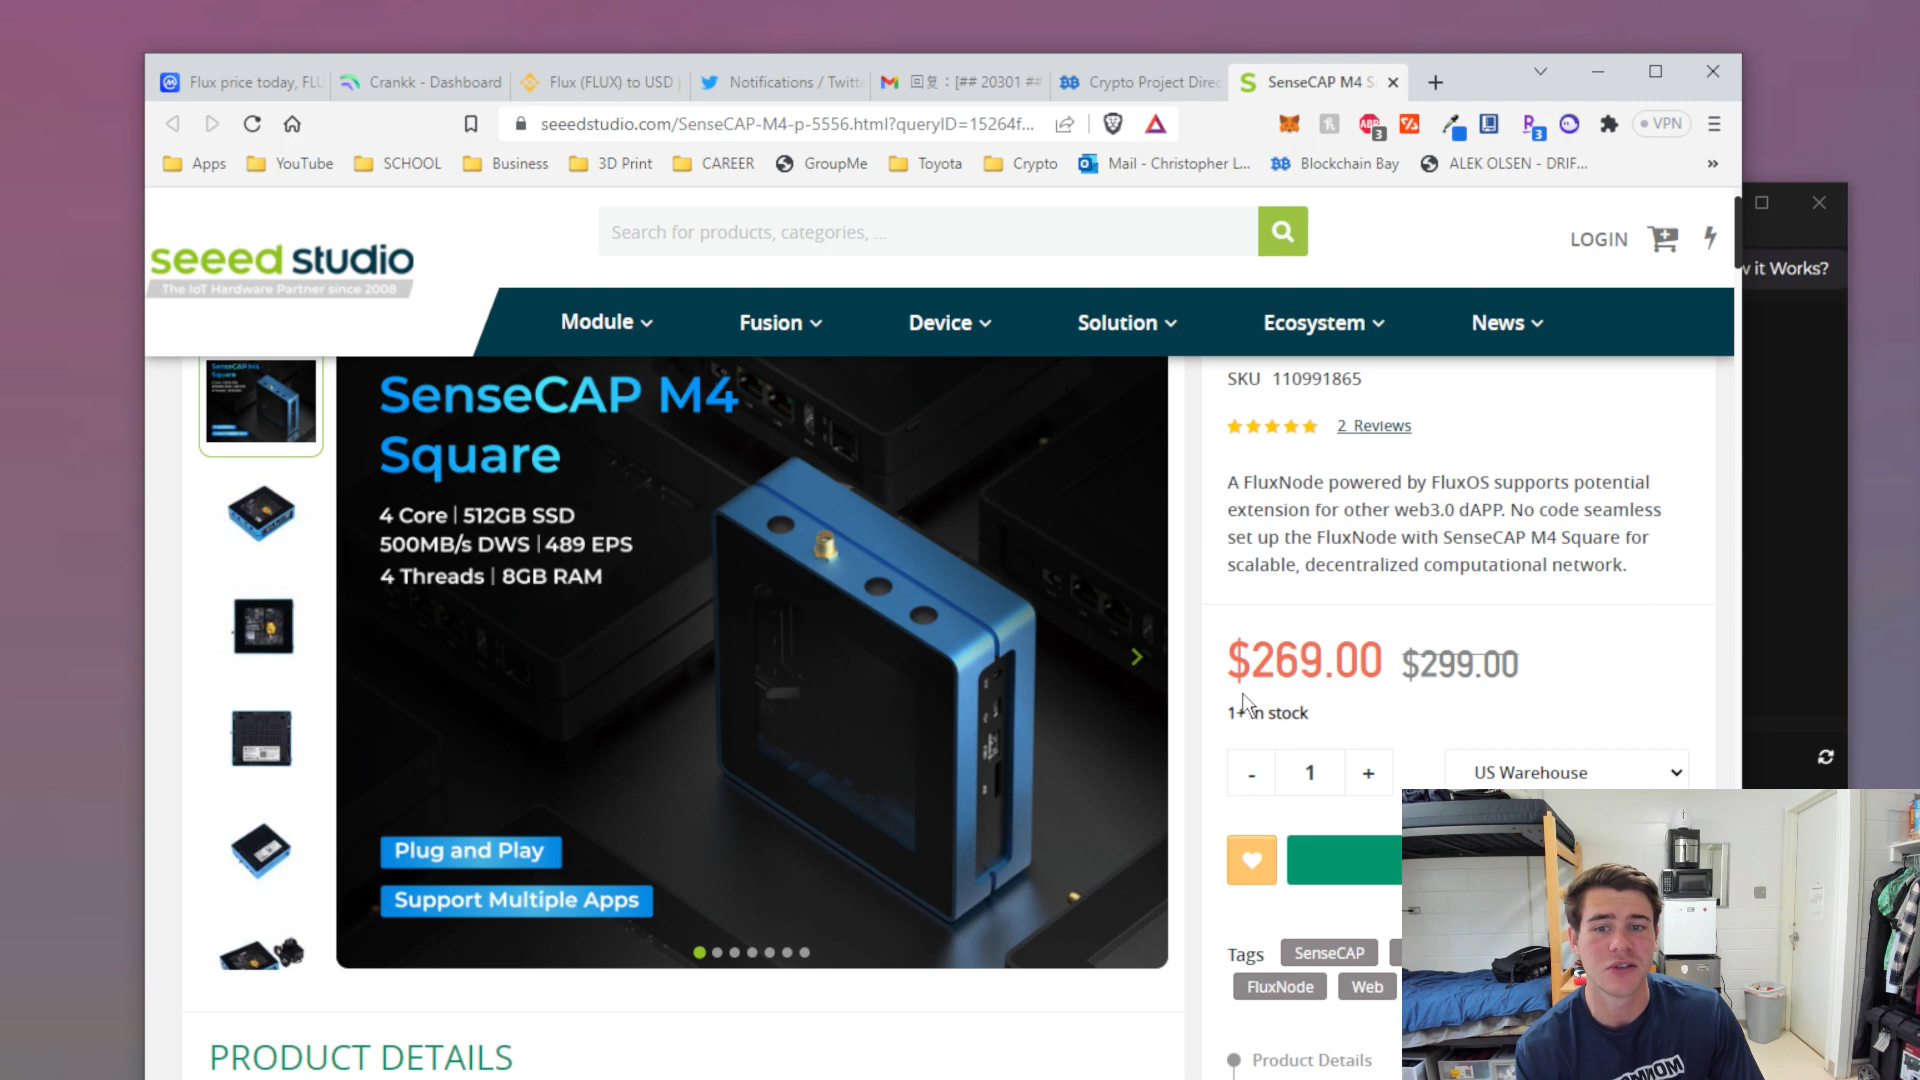 Flux price today, FLU
Crankk - Dashboard
Flux (FLUX) to USD
Notifications / Twitt
回复：[## 20301 ##
Crypto Project Direc
SenseCAP M4 S
seeedstudio.com/SenseCAP-M4-p-5556.html?queryID=15264f...
3
3
VPN
Apps
YouTube
SCHOOL
Business
3D Print
CAREER
GroupMe
Toyota
Crypto
Mail - Christopher L...
Blockchain Bay
ALEK OLSEN - DRIF...
»
seeed studio
The IoT Hardware Partner since 2008
Search for products, categories, ...
LOGIN
it Works?
Module
Fusion
Device
Solution
Ecosystem
News
SenseCAP M4
Square
4 Core | 512GB SSD
500MB/s DWS | 489 EPS
4 Threads | 8GB RAM
Plug and Play
Support Multiple Apps
SKU 110991865
2 Reviews
A FluxNode powered by FluxOS supports potential
extension for other web3.0 dAPP. No code seamless
set up the FluxNode with SenseCAP M4 Square for
scalable, decentralized computational network.
$269.00 $299.00
1+ in stock
- 1 +
US Warehouse
Tags SenseCAP
FluxNode Web
Product Details
PRODUCT DETAILS